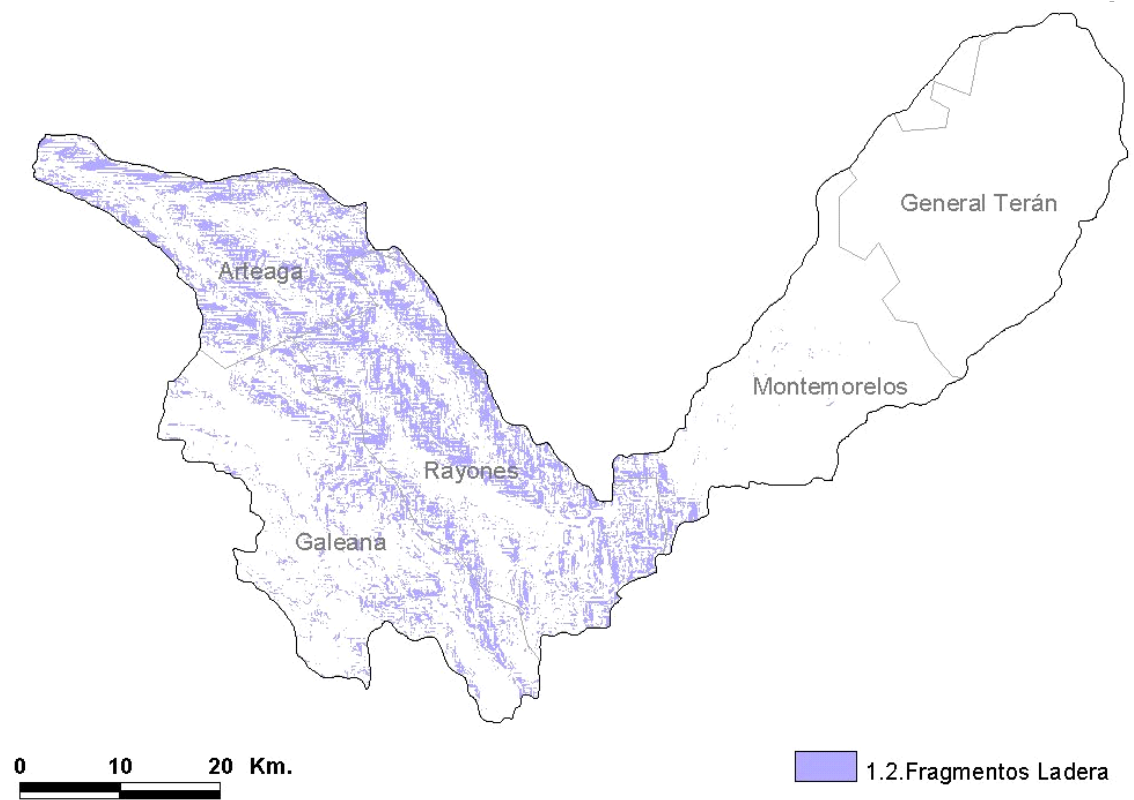 General Terán
Arteaga
Montemorelos
Rayones
Galeana
0 10 20 Km.
1.2.Fragmentos Ladera